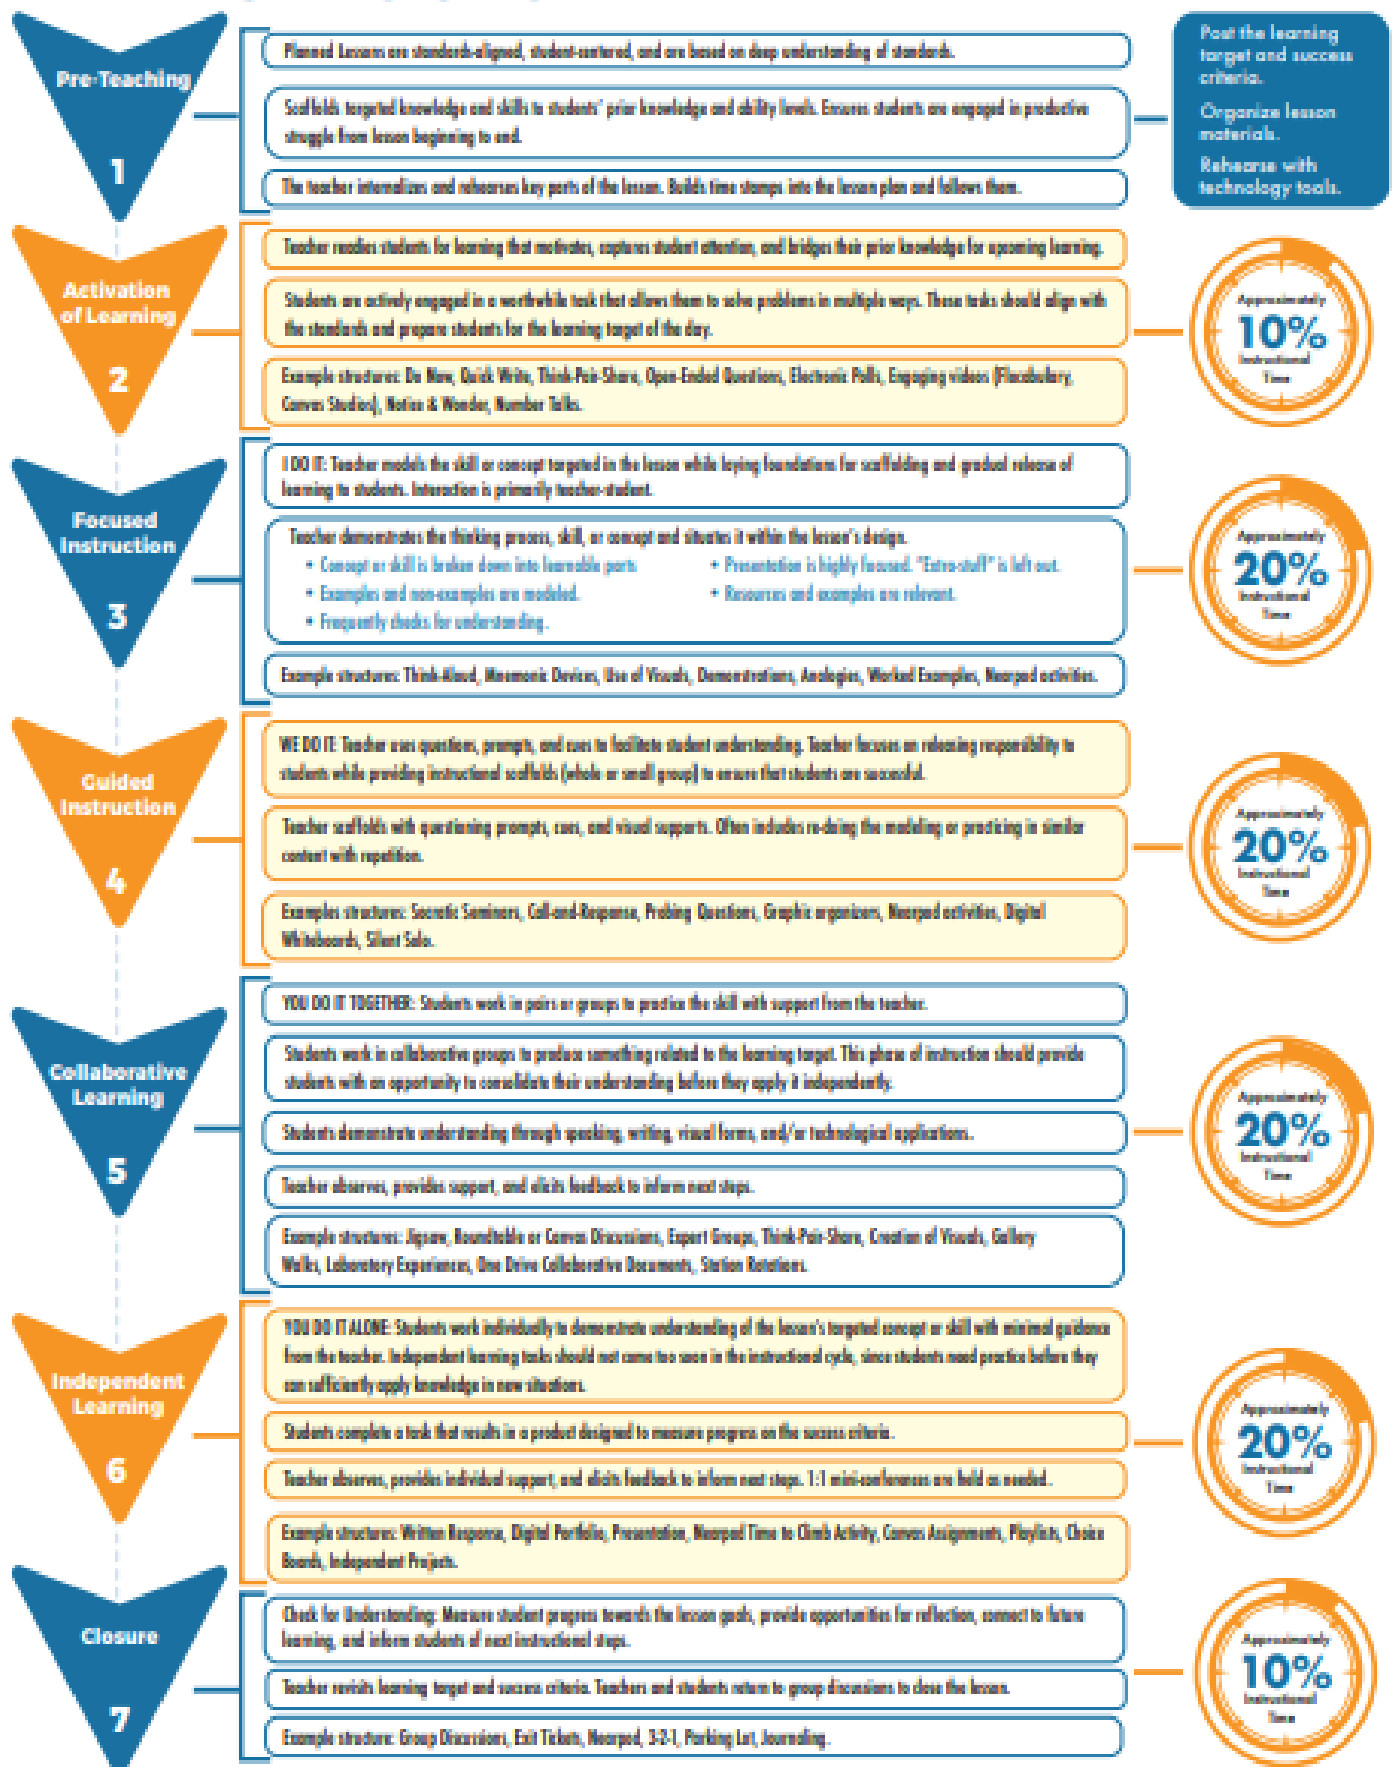 Pre-Teaching
1
Planned Lessons are standards-aligned, student-centered, and are based on deep understanding of standards.
Scaffolds targeted knowledge and skills to students' prior knowledge and ability levels. Ensures students are engaged in productive
struggle from lesson beginning to end.
The teacher internalizes and rehearses key parts of the lesson. Builds time stamps into the lesson plan and follows them.
Post the learning
target and success
criteria.
Organize lesson
materials.
Rehearse with
technology tools.
Activation
of Learning
2
Teacher readies students for learning that motivates, captures student attention, and bridges their prior knowledge for upcoming learning.
Students are actively engaged in a worthwhile task that allows them to solve problems in multiple ways. These tasks should align with
the standards and prepare students for the learning target of the day.
Example structures: Do Now, Quick Write, Think-Pair-Share, Open-Ended Questions, Electronic Polls, Engaging videos (Flocabulary,
Canvas Studios), Notice & Wonder, Number Talks.
Approximately
10%
Instructional
Time
Focused
Instruction
3
I DO IT: Teacher models the skill or concept targeted in the lesson while laying foundations for scaffolding and gradual release of
learning to students. Interaction is primarily teacher-student.
Teacher demonstrates the thinking process, skill, or concept and situates it within the lesson's design.
• Concept or skill is broken down into learnable parts
• Examples and non-examples are modeled.
• Frequently checks for understanding.
• Presentation is highly focused. "Extra-stuff" is left out.
• Resources and examples are relevant.
Example structures: Think-Aloud, Mnemonic Devices, Use of Visuals, Demonstrations, Analogies, Worked Examples, Nearpod activities.
Approximately
20%
Instructional
Time
Guided
Instruction
4
WE DO IT: Teacher uses questions, prompts, and cues to facilitate student understanding. Teacher focuses on releasing responsibility to
students while providing instructional scaffolds (whole or small group) to ensure that students are successful.
Teacher scaffolds with questioning prompts, cues, and visual supports. Often includes re-doing the modeling or practicing in similar
content with repetition.
Examples structures: Socratic Seminars, Call-and-Response, Probing Questions, Graphic organizers, Nearpod activities, Digital
Whiteboards, Silent Solo.
Approximately
20%
Instructional
Time
Collaborative
Learning
5
YOU DO IT TOGETHER: Students work in pairs or groups to practice the skill with support from the teacher.
Students work in collaborative groups to produce something related to the learning target. This phase of instruction should provide
students with an opportunity to consolidate their understanding before they apply it independently.
Students demonstrate understanding through speaking, writing, visual forms, and/or technological applications.
Teacher observes, provides support, and elicits feedback to inform next steps.
Example structures: Jigsaw, Roundtable or Canvas Discussions, Expert Groups, Think-Pair-Share, Creation of Visuals, Gallery
Walks, Laboratory Experiences, One Drive Collaborative Documents, Station Rotations.
Approximately
20%
Instructional
Time
Independent
Learning
6
YOU DO IT ALONE: Students work individually to demonstrate understanding of the lesson's targeted concept or skill with minimal guidance
from the teacher. Independent learning tasks should not come too soon in the instructional cycle, since students need practice before they
can sufficiently apply knowledge in new situations.
Students complete a task that results in a product designed to measure progress on the success criteria.
Teacher observes, provides individual support, and elicits feedback to inform next steps. 1:1 mini-conferences are held as needed.
Example structures: Written Response, Digital Portfolio, Presentation, Nearpod Time to Climb Activity, Canvas Assignments, Playlists, Choice
Boards, Independent Projects.
Approximately
20%
Instructional
Time
Closure
7
Check for Understanding: Measure student progress towards the lesson goals, provide opportunities for reflection, connect to future
learning, and inform students of next instructional steps.
Teacher revisits learning target and success criteria. Teachers and students return to group discussions to close the lesson.
Example structure: Group Discussions, Exit Tickets, Nearpod, 3-2-1, Parking Lot, Journaling.
Approximately
10%
Instructional
Time